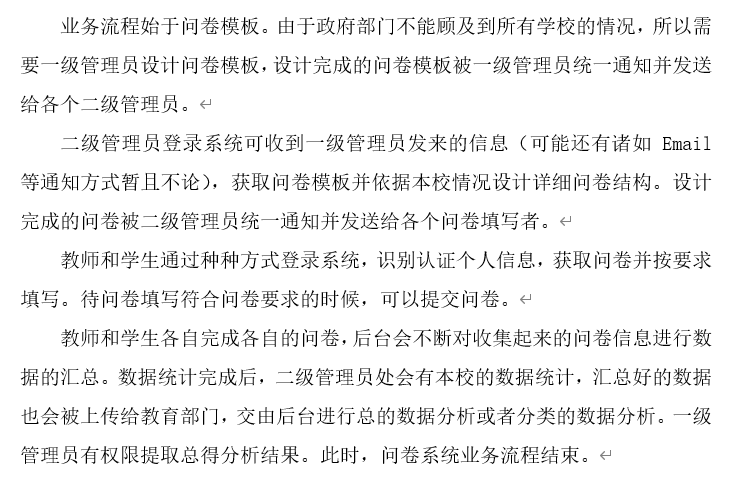 业务流程始于问卷模板。由于政府部门不能顾及到所有学校的情况，所以需
要一级管理员设计问卷模板，设计完成的问卷模板被一级管理员统一通知并发送
给各个二级管理员。
二级管理员登录系统可收到一级管理员发来的信息（可能还有诸如 Email
等通知方式暂且不论），获取问卷模板并依据本校情况设计详细问卷结构。设计
完成的问卷被二级管理员统一通知并发送给各个问卷填写者。
教师和学生通过种种方式登录系统，识别认证个人信息，获取问卷并按要求
填写。待问卷填写符合问卷要求的时候，可以提交问卷。
教师和学生各自完成各自的问卷，后台会不断对收集起来的问卷信息进行数
据的汇总。数据统计完成后，二级管理员处会有本校的数据统计，汇总好的数据
也会被上传给教育部门，交由后台进行总的数据分析或者分类的数据分析。一级
管理员有权限提取总得分析结果。此时，问卷系统业务流程结束。